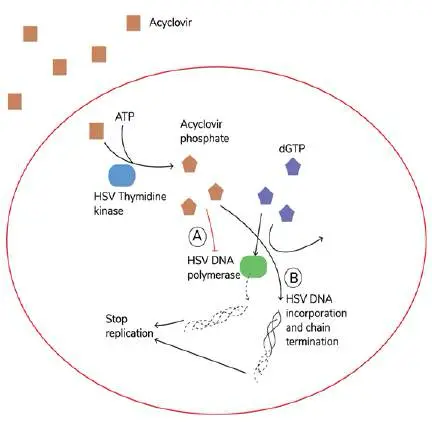 Acyclovir
ATP
Acyclovir
phosphate
dGTP
HSV Thymidine
kinase
A
HSV DNA
polymerase
B
HSV DNA
incorporation
and chain
termination
Stop
replication